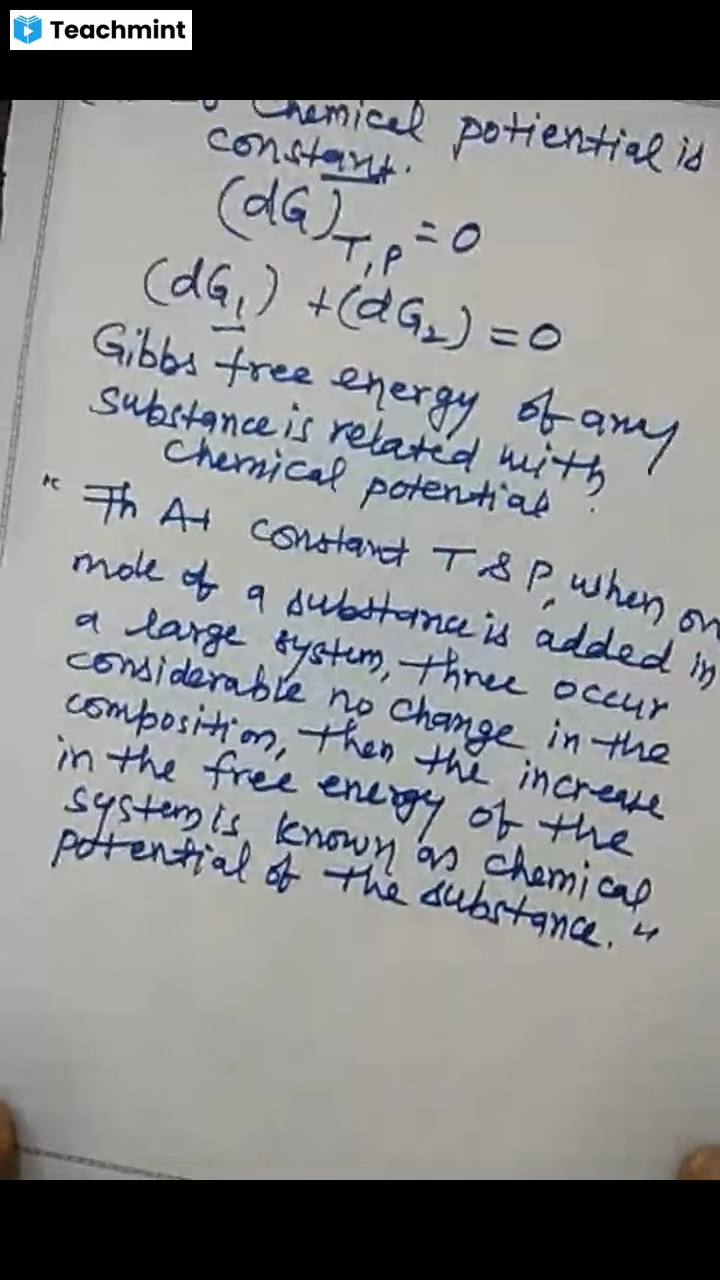 Teachmint
Chemical potiential is
constant.
(dG)T,P = 0
(dG1) + (dG2) = 0
Gibbs free energy of any
substance is related with
chemical potential.
"Th At constant T & P, when on
mole of a substance is added in
a large system, three occur
considerable no change in the
composition, then the increase
in the free energy of the
system is known as chemical
potential of the substance."